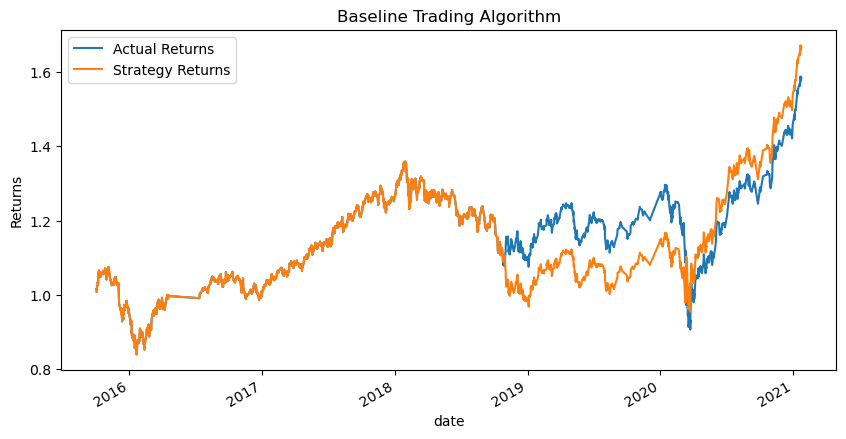 Baseline Trading Algorithm
Actual Returns
Strategy Returns
Returns
1.6
1.4
1.2
1.0
0.8
2016
2017
2018
2019
2020
2021
date